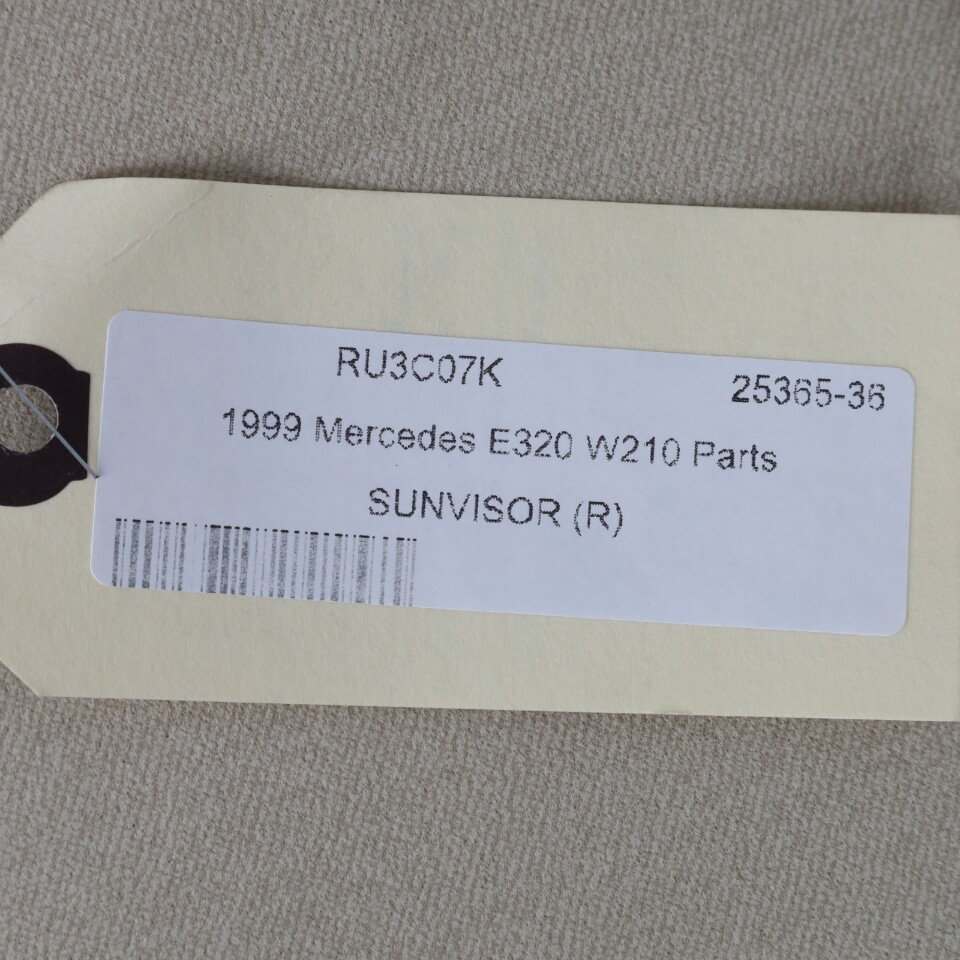 RU3C07K 25365-36
1999 Mercedes E320 W210 Parts
SUNVISOR (R)